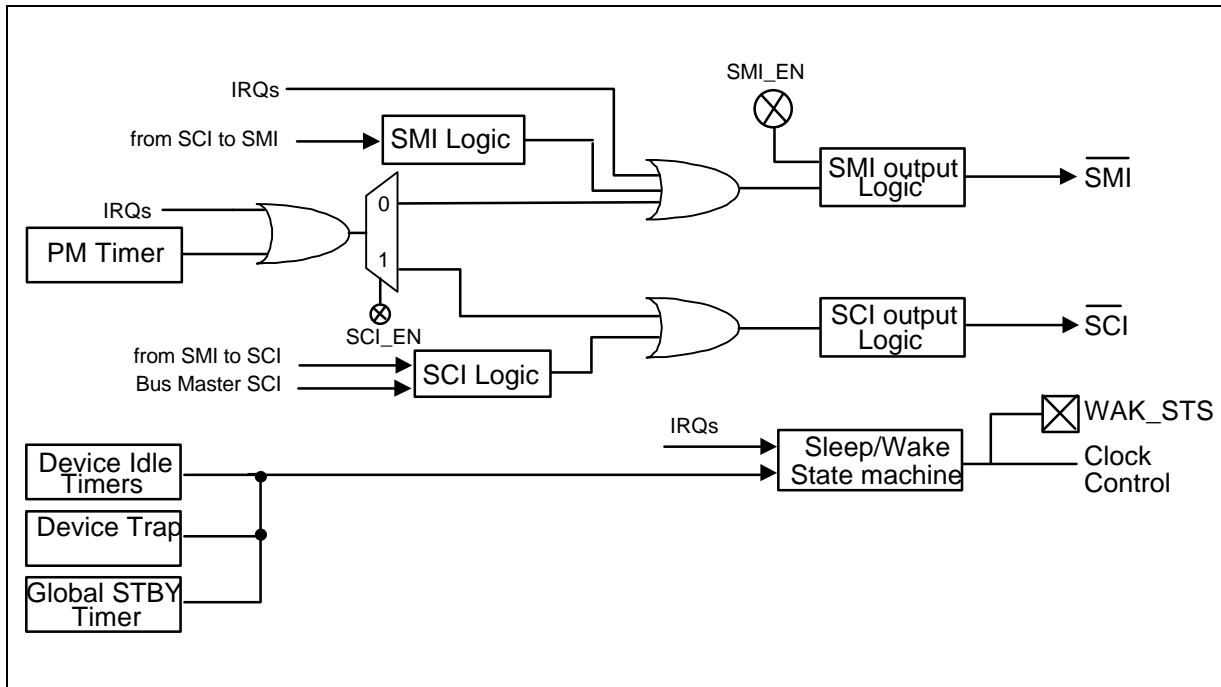 SMI_EN
IRQs
from SCI to SMI
SMI Logic
SMI output
Logic
SMI
IRQs
0
PM Timer
1
SCI_EN
SCI output
Logic
SCI
from SMI to SCI
Bus Master SCI
SCI Logic
IRQs
WAK_STS
Sleep/Wake
State machine
Clock
Control
Device Idle
Timers
Device Trap
Global STBY
Timer